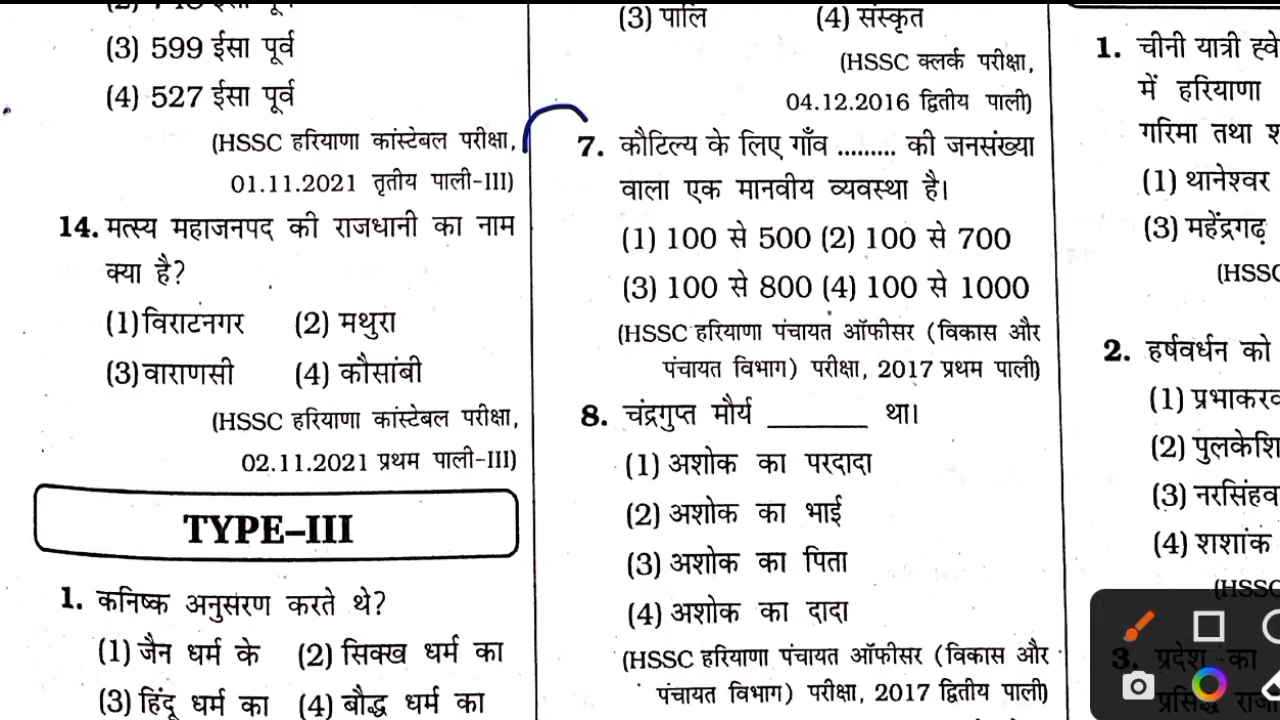 (3) 599 ईसा पूर्व
(4) 527 ईसा पूर्व
(HSSC हरियाणा कांस्टेबल परीक्षा,
01.11.2021 तृतीय पाली-III)
14. मत्स्य महाजनपद की राजधानी का नाम
क्या है?
(1) विराटनगर (2) मथुरा
(3) वाराणसी (4) कौसांबी
(HSSC हरियाणा कांस्टेबल परीक्षा,
02.11.2021 प्रथम पाली-III)
TYPE–III
1. कनिष्क अनुसरण करते थे?
(1) जैन धर्म के (2) सिक्ख धर्म का
(3) हिंदू धर्म का (4) बौद्ध धर्म का
(3) पालि (4) संस्कृत
(HSSC क्लर्क परीक्षा,
04.12.2016 द्वितीय पाली)
7. कौटिल्य के लिए गाँव ......... की जनसंख्या
वाला एक मानवीय व्यवस्था है।
(1) 100 से 500 (2) 100 से 700
(3) 100 से 800 (4) 100 से 1000
(HSSC हरियाणा पंचायत ऑफीसर (विकास और
पंचायत विभाग) परीक्षा, 2017 प्रथम पाली)
8. चंद्रगुप्त मौर्य _______ था।
(1) अशोक का परदादा
(2) अशोक का भाई
(3) अशोक का पिता
(4) अशोक का दादा
(HSSC हरियाणा पंचायत ऑफीसर (विकास और
पंचायत विभाग) परीक्षा, 2017 द्वितीय पाली)
1. चीनी यात्री
में हरियाणा
गरिमा तथा
(1) थानेश्वर
(3) महेंद्रगढ़
(HSSC
2. हर्षवर्धन को
(1)
(2)
(3)
(4) शशांक
(HSSC
3. प्रदेश का